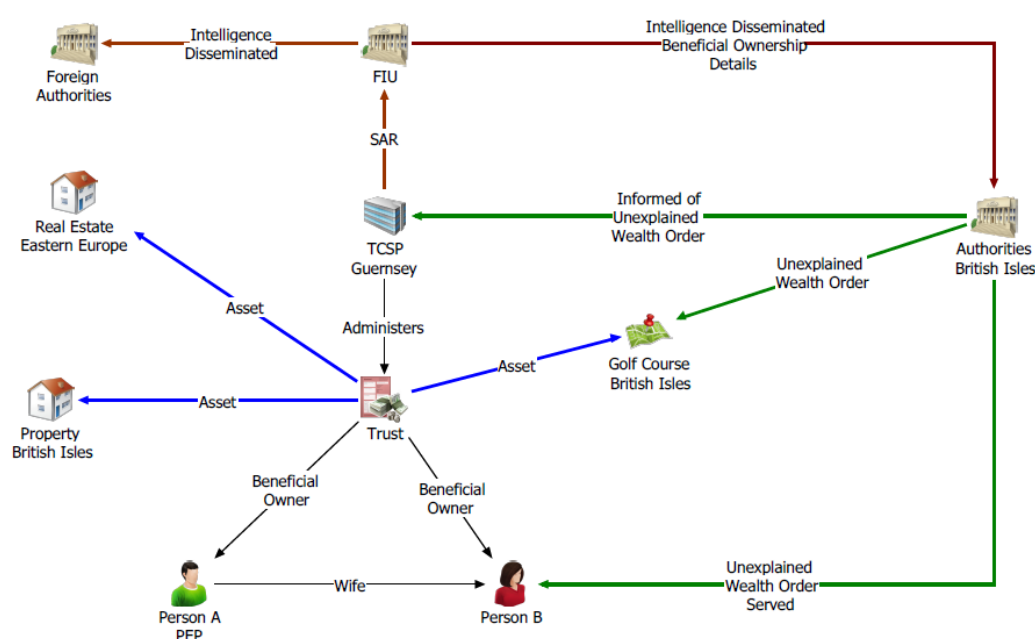 Intelligence
Disseminated
Intelligence Disseminated
Beneficial Ownership
Details
Foreign
Authorities
FIU
SAR
Real Estate
Eastern Europe
TCSP
Guernsey
Informed of
Unexplained
Wealth Order
Authorities
British Isles
Unexplained
Wealth Order
Asset
Administers
Asset
Golf Course
British Isles
Asset
Property
British Isles
Trust
Beneficial
Owner
Beneficial
Owner
Wife
Unexplained
Wealth Order
Served
Person A
PEP
Person B